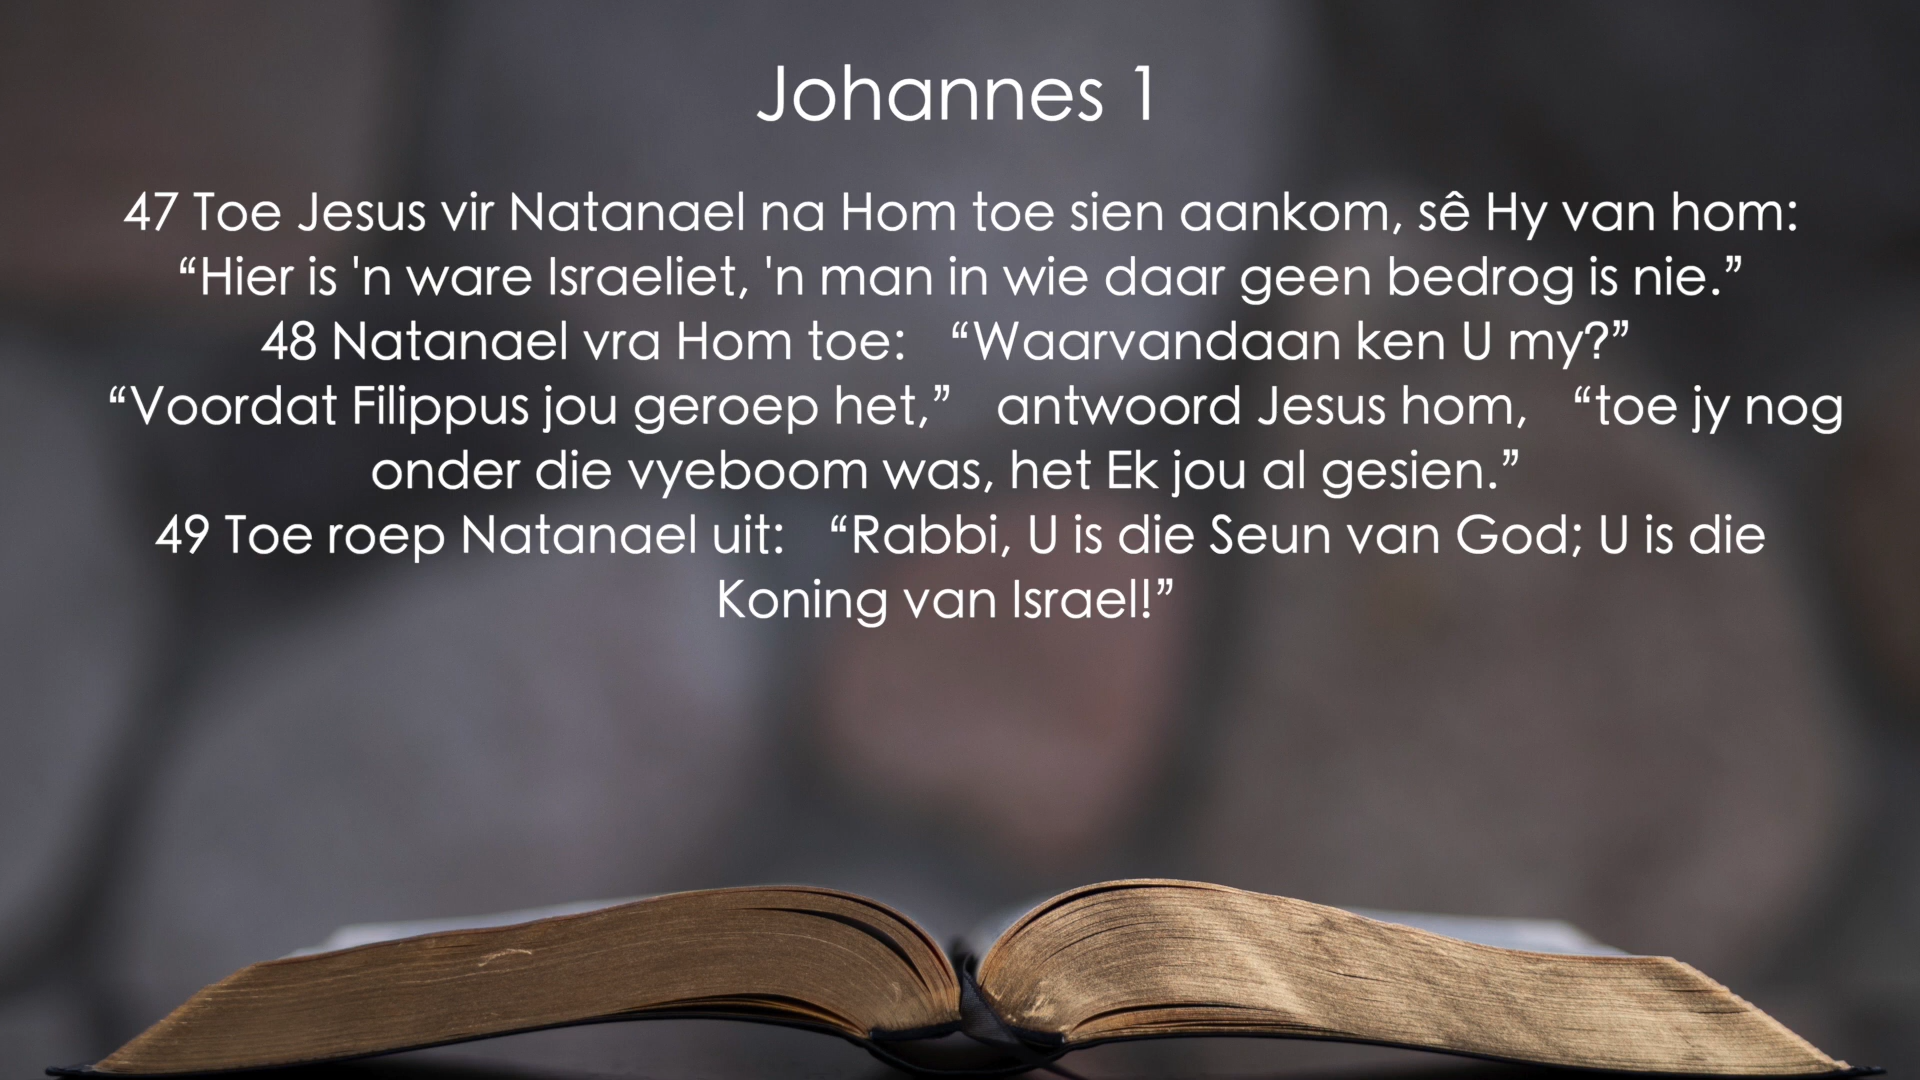 Johannes 1
47 Toe Jesus vir Natanael na Hom toe sien aankom, sê Hy van hom:
“Hier is 'n ware Israeliet, 'n man in wie daar geen bedrog is nie.”
48 Natanael vra Hom toe: “Waarvandaan ken U my?”
“Voordat Filippus jou geroep het,” antwoord Jesus hom, “toe jy nog
onder die vyeboom was, het Ek jou al gesien.”
49 Toe roep Natanael uit: “Rabbi, U is die Seun van God; U is die
Koning van Israel!”